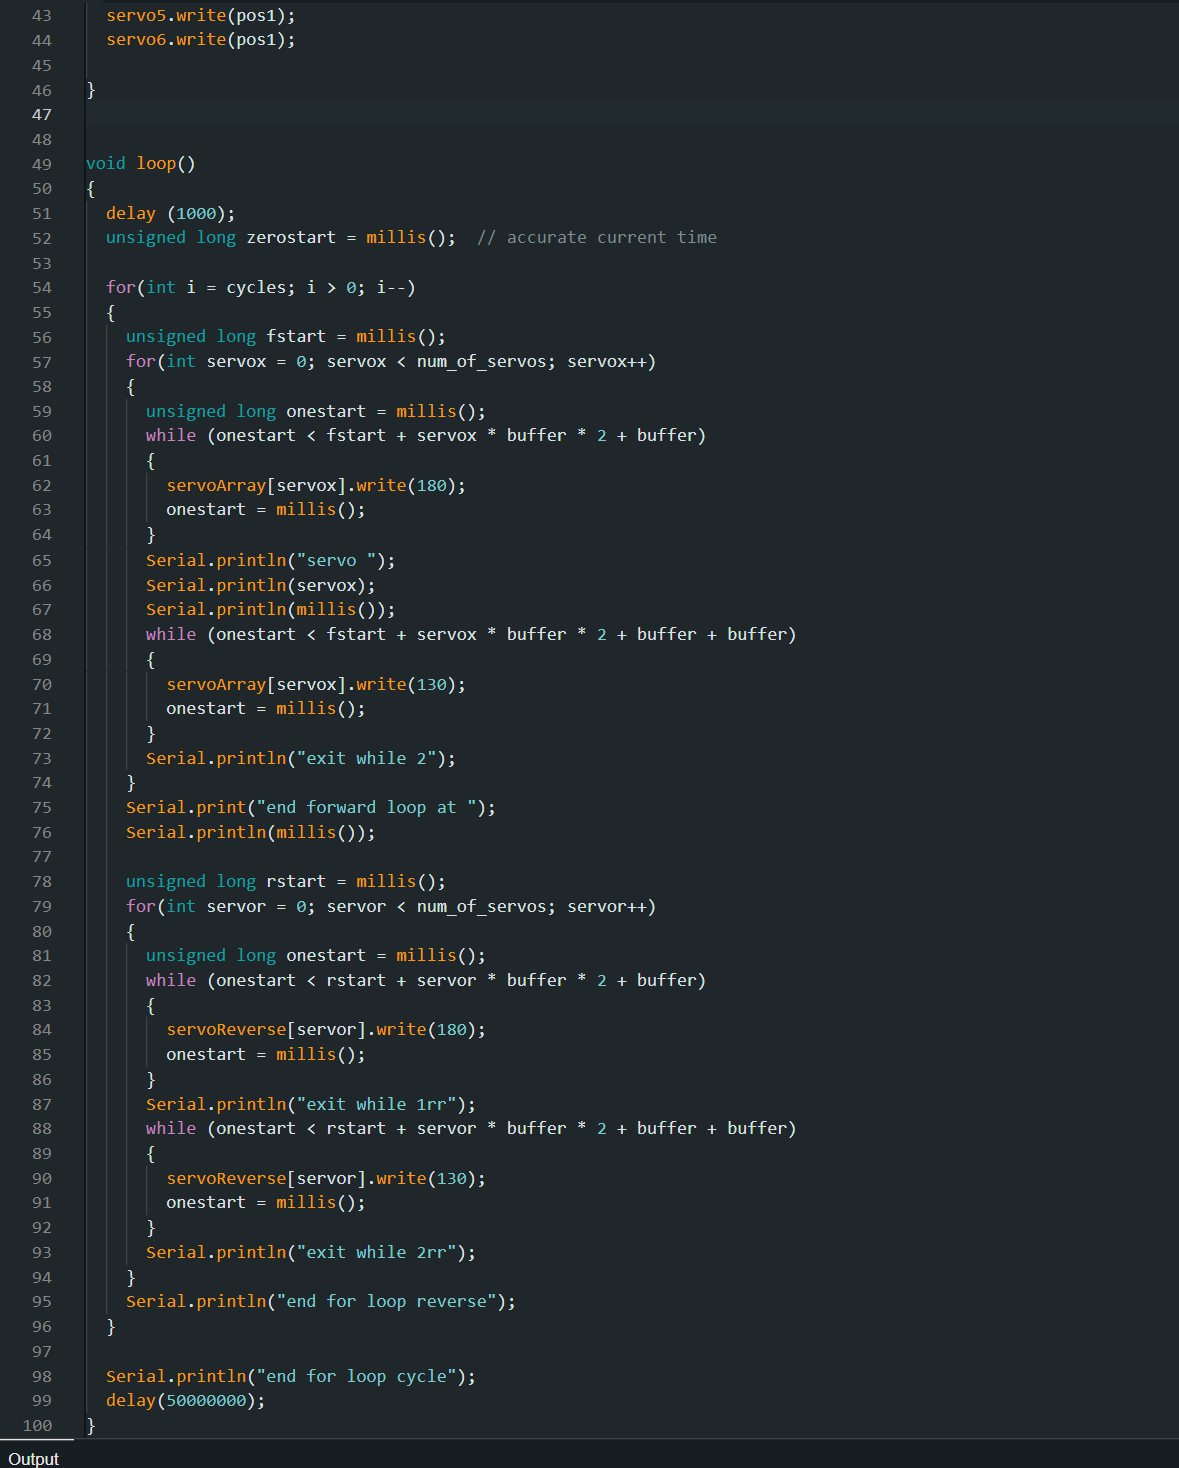 43 servo5.write(pos1);
44 servo6.write(pos1);
45
46 }
47
48
49 void loop()
50 {
51 delay (1000);
52 unsigned long zerostart = millis(); // accurate current time
53
54 for(int i = cycles; i > 0; i--)
55 {
56 unsigned long fstart = millis();
57 for(int servox = 0; servox < num_of_servos; servox++)
58 {
59 unsigned long onestart = millis();
60 while (onestart < fstart + servox * buffer * 2 + buffer)
61 {
62 servoArray[servox].write(180);
63 onestart = millis();
64 }
65 Serial.println("servo ");
66 Serial.println(servox);
67 Serial.println(millis());
68 while (onestart < fstart + servox * buffer * 2 + buffer + buffer)
69 {
70 servoArray[servox].write(130);
71 onestart = millis();
72 }
73 Serial.println("exit while 2");
74 }
75 Serial.print("end forward loop at ");
76 Serial.println(millis());
77
78 unsigned long rstart = millis();
79 for(int servor = 0; servor < num_of_servos; servor++)
80 {
81 unsigned long onestart = millis();
82 while (onestart < rstart + servor * buffer * 2 + buffer)
83 {
84 servoReverse[servor].write(180);
85 onestart = millis();
86 }
87 Serial.println("exit while 1rr");
88 while (onestart < rstart + servor * buffer * 2 + buffer + buffer)
89 {
90 servoReverse[servor].write(130);
91 onestart = millis();
92 }
93 Serial.println("exit while 2rr");
94 }
95 Serial.println("end for loop reverse");
96 }
97
98 Serial.println("end for loop cycle");
99 delay(50000000);
100 }
Output